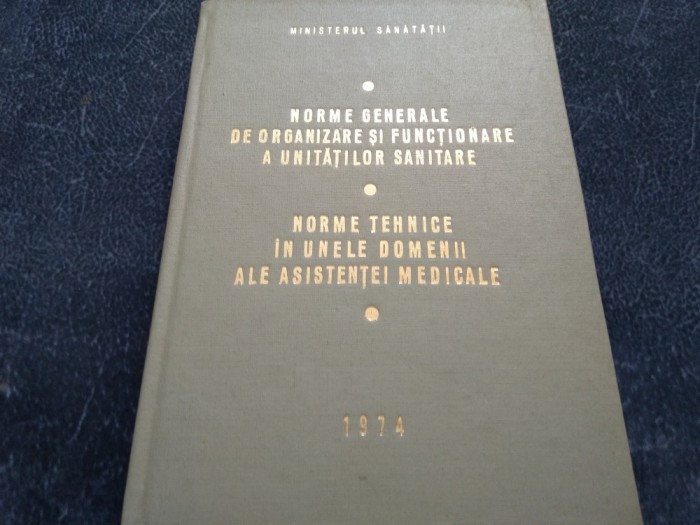 MINISTERUL SĂNĂTĂȚII
NORME GENERALE
DE ORGANIZARE ȘI FUNCȚIONARE
A UNITĂȚILOR SANITARE
NORME TEHNICE
ÎN UNELE DOMENII
ALE ASISTENȚEI MEDICALE
1974